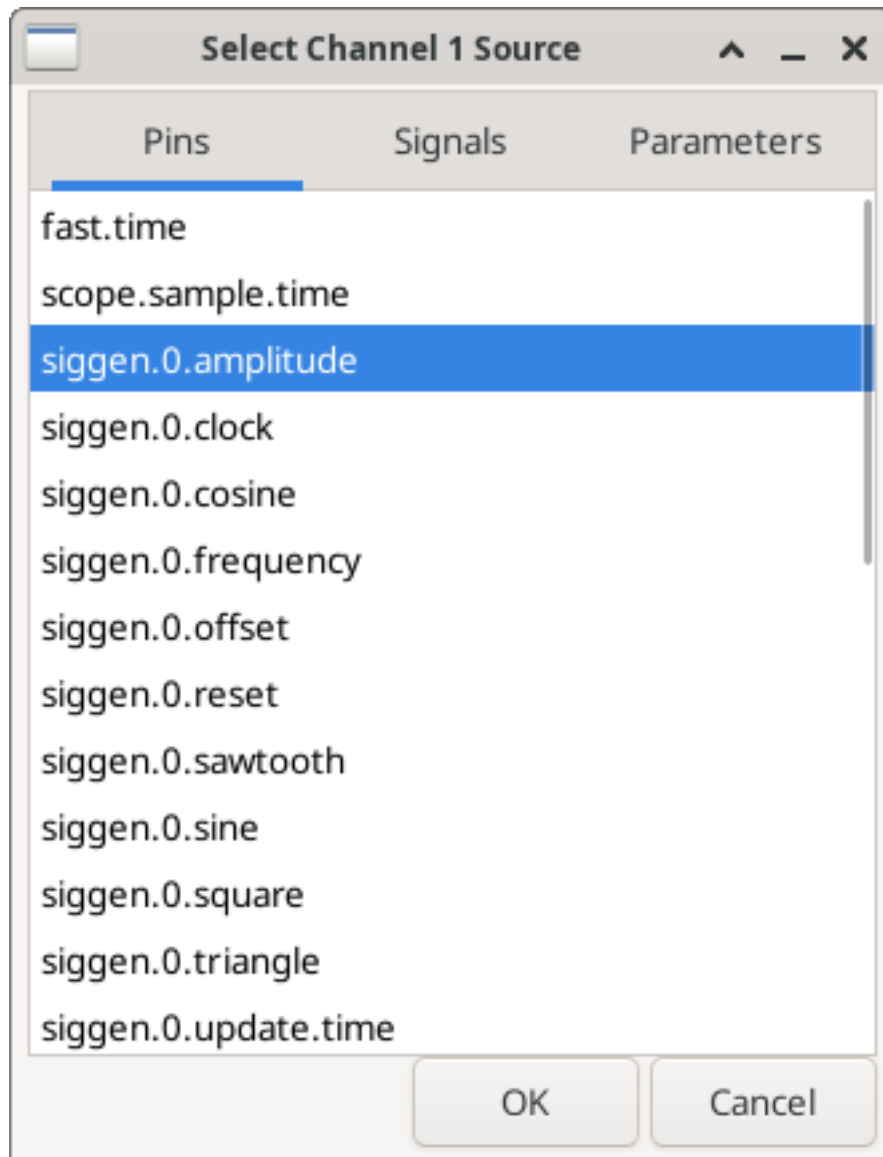 Select Channel 1 Source
Pins Signals Parameters
fast.time
scope.sample.time
siggen.0.amplitude
siggen.0.clock
siggen.0.cosine
siggen.0.frequency
siggen.0.offset
siggen.0.reset
siggen.0.sawtooth
siggen.0.sine
siggen.0.square
siggen.0.triangle
siggen.0.update.time
OK Cancel